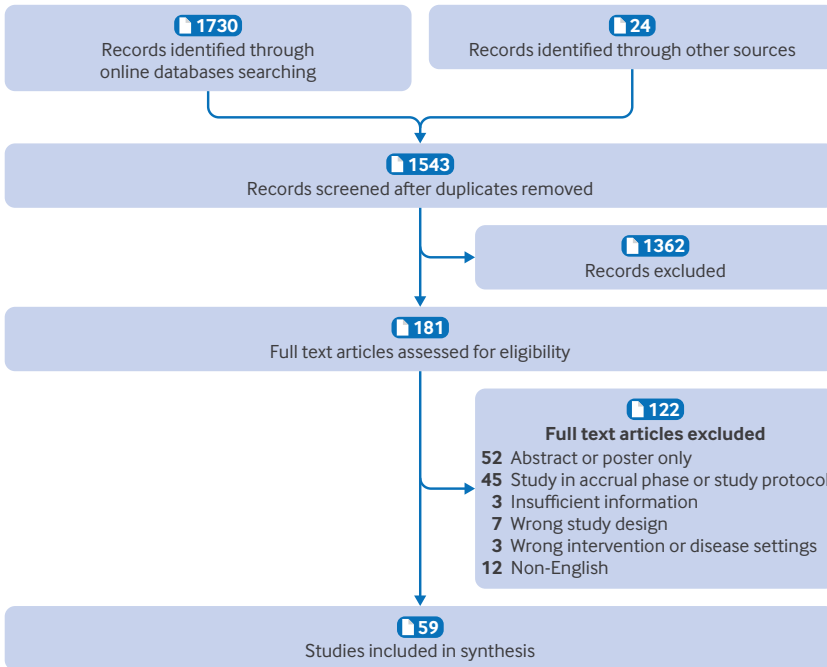 1730
Records identified through
online databases searching
24
Records identified through other sources
1543
Records screened after duplicates removed
1362
Records excluded
181
Full text articles assessed for eligibility
122
Full text articles excluded
52 Abstract or poster only
45 Study in accrual phase or study protocol
3 Insufficient information
7 Wrong study design
3 Wrong intervention or disease settings
12 Non-English
59
Studies included in synthesis